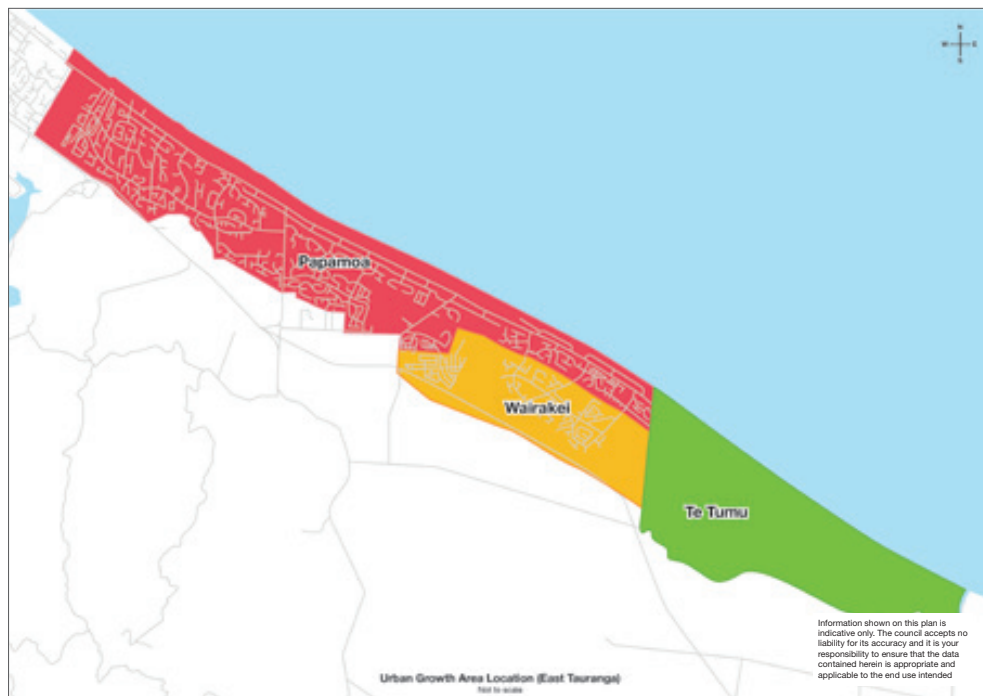 N
W E
S
Papamoa
Wairakei
Te Tumu
Information shown on this plan is
indicative only. The council accepts no
liability for its accuracy and it is your
responsibility to ensure that the data
contained herein is appropriate and
applicable to the end use intended
Urban Growth Area Location (East Tauranga)
Not to scale